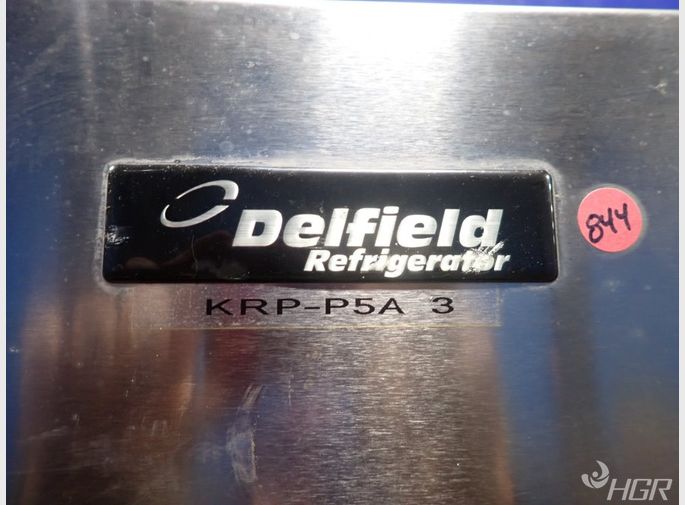 Delfield
Refrigerator
844
KRP-P5A 3
HGR